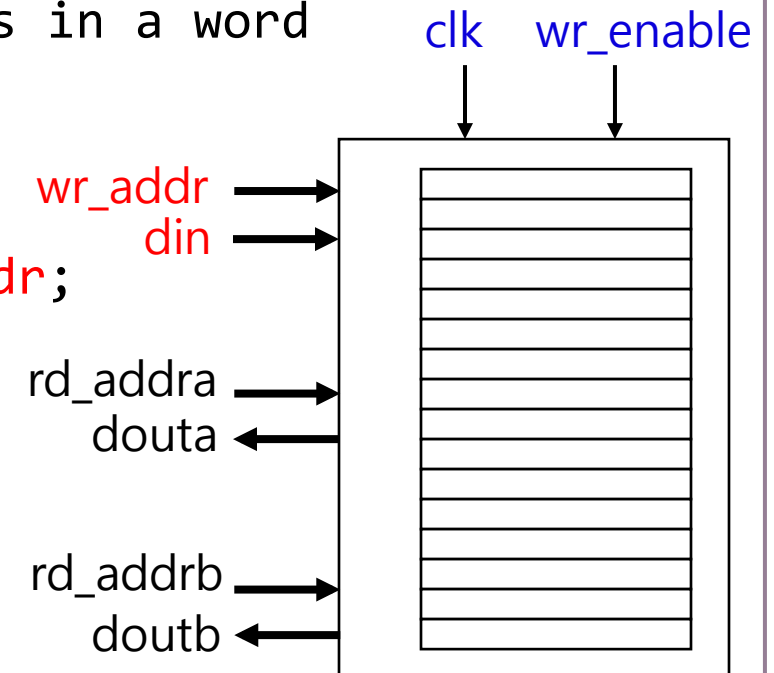 s in a word
clk wr_enable
wr_addr
din
dr;
rd_addra
douta
rd_addrb
doutb